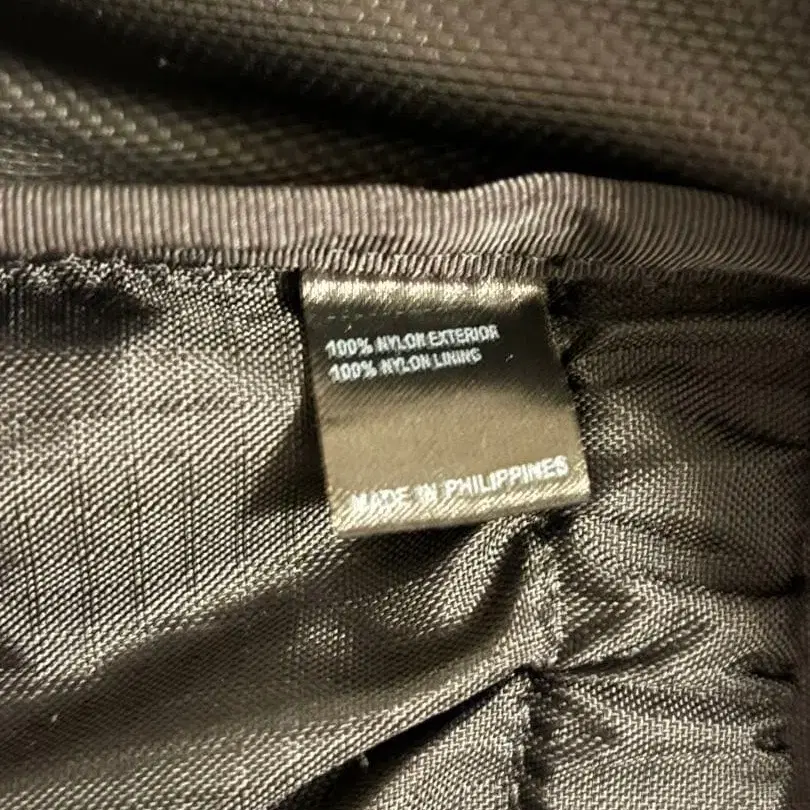 100% NYLON EXTERIOR
100% NYLON LINING
MADE IN PHILIPPINES